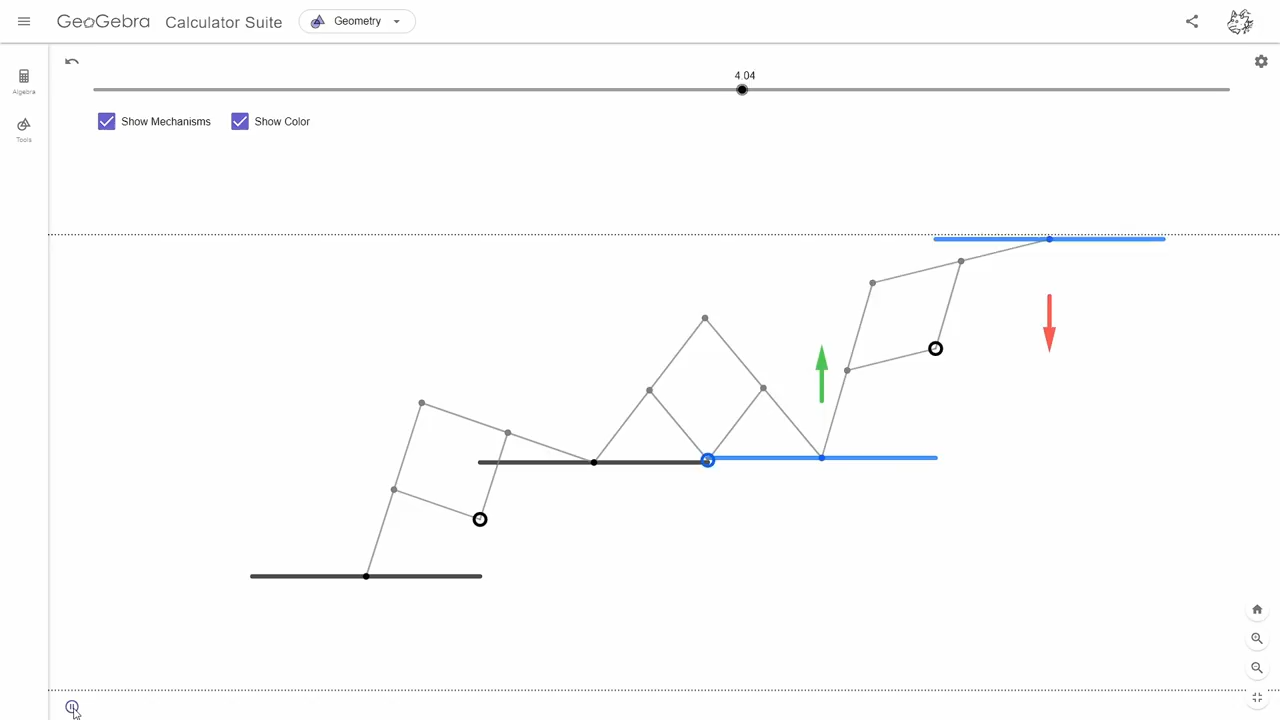 GeoGebra Calculator Suite Geometry
4.04
Algebra
Show Mechanisms Show Color
Tools